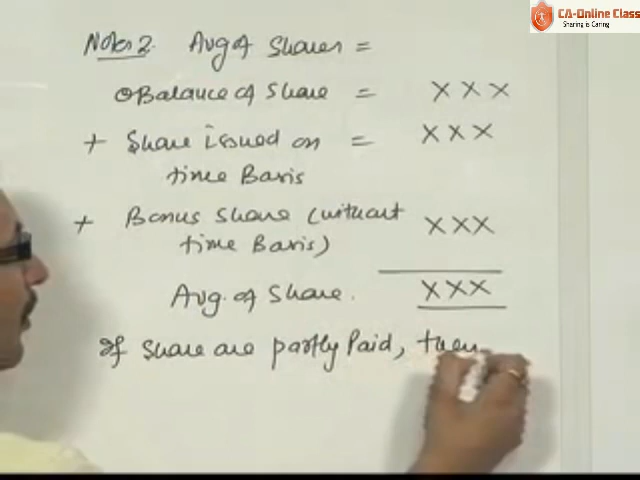 CA-Online Class
Sharing is Caring
Note:2. Avg of Shares =
OBalance of Share = XXX
+ Share issued on = XXX
time Basis
+ Bonus Share (without XXX
time Basis)
Avg. of Share. XXX
If Share are partly Paid, then